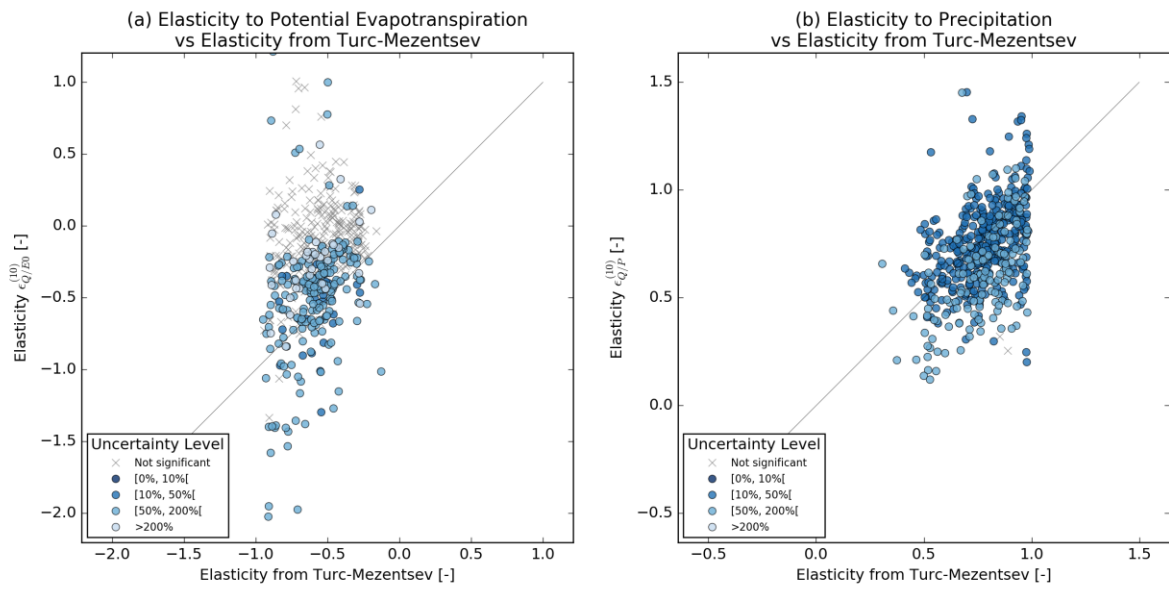 (a) Elasticity to Potential Evapotranspiration
vs Elasticity from Turc-Mezentsev
1.0
0.5
0.0
−0.5
−1.0
−1.5
−2.0
Elasticity ϵ_{Q/E0}^{(10)} [-]
Uncertainty Level
Not significant
[0%, 10%[
[10%, 50%[
[50%, 200%[
>200%
−2.0 −1.5 −1.0 −0.5 0.0 0.5 1.0
Elasticity from Turc-Mezentsev [-]
(b) Elasticity to Precipitation
vs Elasticity from Turc-Mezentsev
1.5
1.0
0.5
0.0
−0.5
Elasticity ϵ_{Q/P}^{(10)} [-]
Uncertainty Level
Not significant
[0%, 10%[
[10%, 50%[
[50%, 200%[
>200%
−0.5 0.0 0.5 1.0 1.5
Elasticity from Turc-Mezentsev [-]